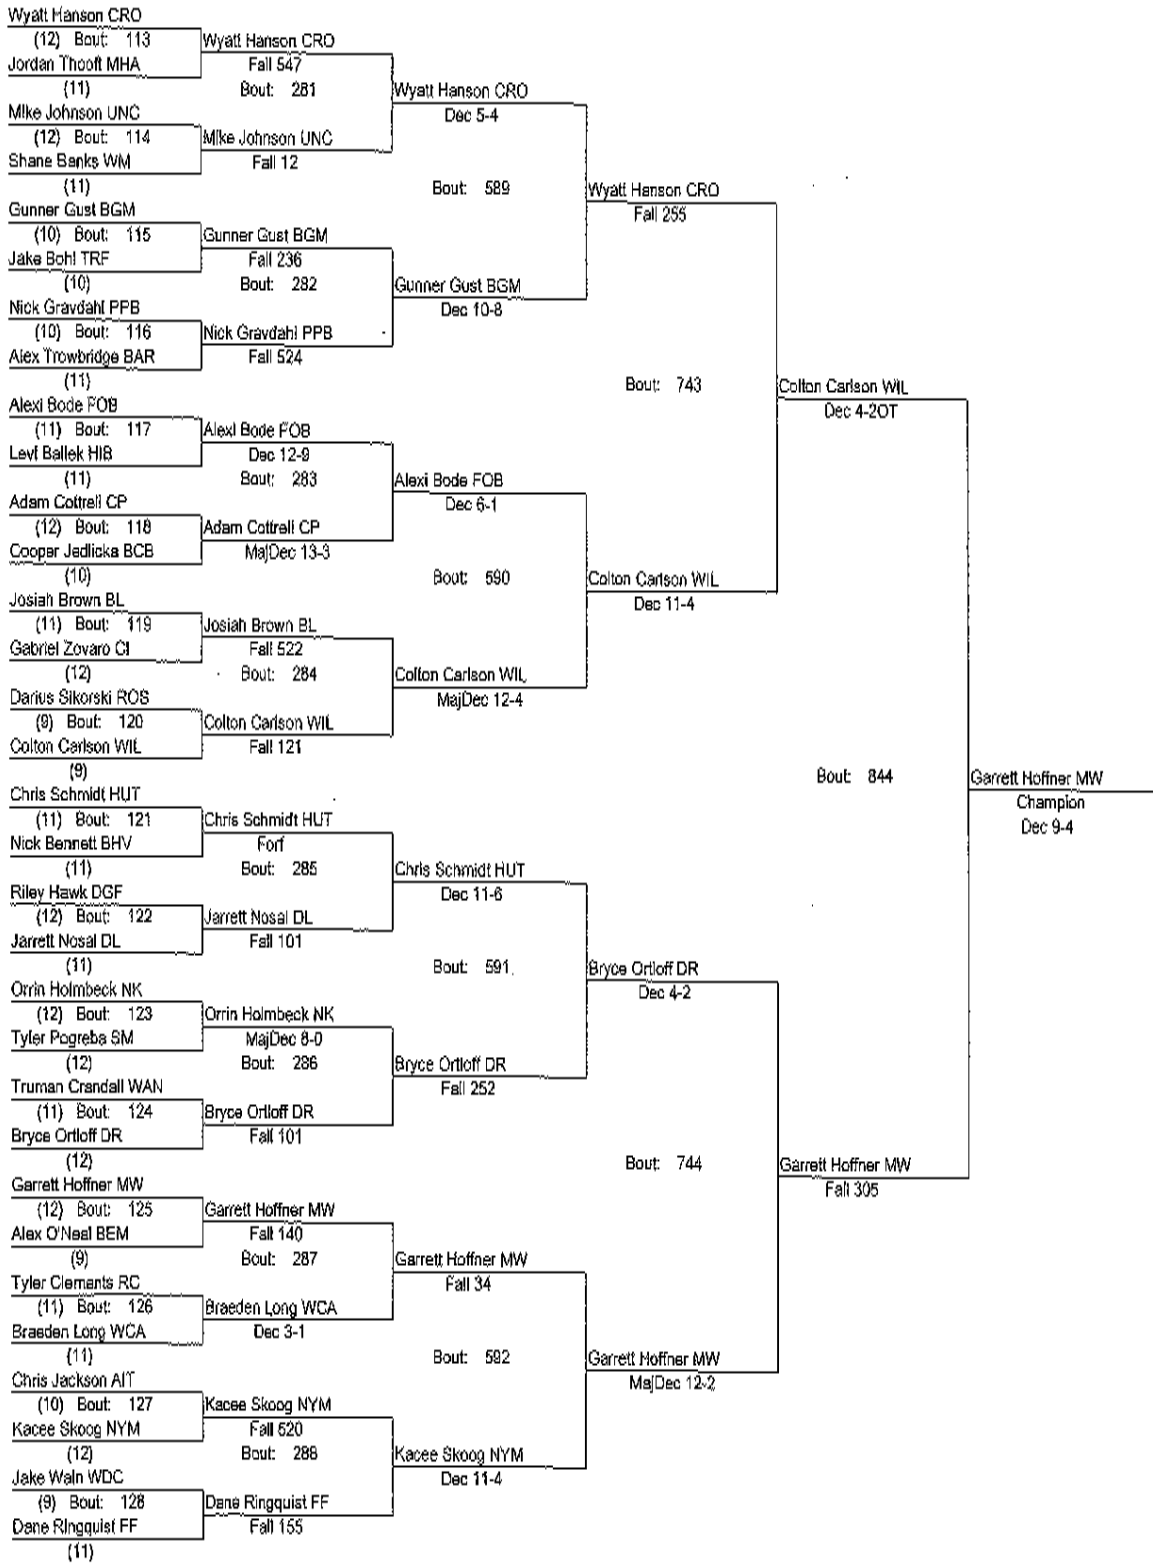 Wyatt Hanson CRO
(12) Bout: 113
Jordan Thooft MHA
(11)
Mike Johnson UNC
(12) Bout: 114
Shane Banks WM
(11)
Gunner Gust BGM
(10) Bout: 115
Jake Bohl TRF
(10)
Nick Gravdahl PPB
(10) Bout: 116
Alex Trowbridge BAR
(11)
Alexi Bode FOB
(11) Bout: 117
Levi Ballek HIB
(11)
Adam Cottrell CP
(12) Bout: 118
Cooper Jedlicka BCB
(10)
Josiah Brown BL
(11) Bout: 119
Gabriel Zovaro CI
(12)
Darius Sikorski ROS
(9) Bout: 120
Colton Carlson WIL
(9)
Chris Schmidt HUT
(11) Bout: 121
Nick Bennett BHV
(11)
Riley Hawk DGF
(12) Bout: 122
Jarrett Nosal DL
(11)
Orrin Holmbeck NK
(12) Bout: 123
Tyler Pogreba SM
(12)
Truman Crandall WAN
(11) Bout: 124
Bryce Ortloff DR
(12)
Garrett Hoffner MW
(12) Bout: 125
Alex O'Neal BEM
(9)
Tyler Clemants RC
(11) Bout: 126
Braeden Long WCA
(11)
Chris Jackson AIT
(10) Bout: 127
Kacee Skoog NYM
(12)
Jake Wain WDC
(9) Bout: 128
Dane Ringquist FF
(11)
Wyatt Hanson CRO
Fall 547
Bout: 281
Mike Johnson UNC
Fall 12
Gunner Gust BGM
Fall 236
Bout: 282
Nick Gravdahl PPB
Fall 524
Alexi Bode FOB
Dec 12-9
Bout: 283
Adam Cottrell CP
MajDec 13-3
Josiah Brown BL
Fall 522
Bout: 284
Colton Carlson WIL
Fall 121
Chris Schmidt HUT
Forf
Bout: 285
Jarrett Nosal DL
Fall 101
Orrin Holmbeck NK
MajDec 8-0
Bout: 286
Bryce Ortloff DR
Fall 101
Garrett Hoffner MW
Fall 140
Bout: 287
Braeden Long WCA
Dec 3-1
Kacee Skoog NYM
Fall 520
Bout: 288
Dane Ringquist FF
Fall 155
Wyatt Hanson CRO
Dec 5-4
Bout: 589
Gunner Gust BGM
Dec 10-8
Alexi Bode FOB
Dec 6-1
Bout: 590
Colton Carlson WIL
MajDec 12-4
Chris Schmidt HUT
Dec 11-6
Bout: 591
Bryce Ortloff DR
Fall 252
Garrett Hoffner MW
Fall 34
Bout: 592
Kacee Skoog NYM
Dec 11-4
Wyatt Hanson CRO
Fall 255
Bout: 743
Colton Carlson WIL
Dec 11-4
Bryce Ortloff DR
Dec 4-2
Bout: 744
Garrett Hoffner MW
MajDec 12-2
Colton Carlson WIL
Dec 4-2OT
Bout: 844
Garrett Hoffner MW
Fall 305
Garrett Hoffner MW
Champion
Dec 9-4